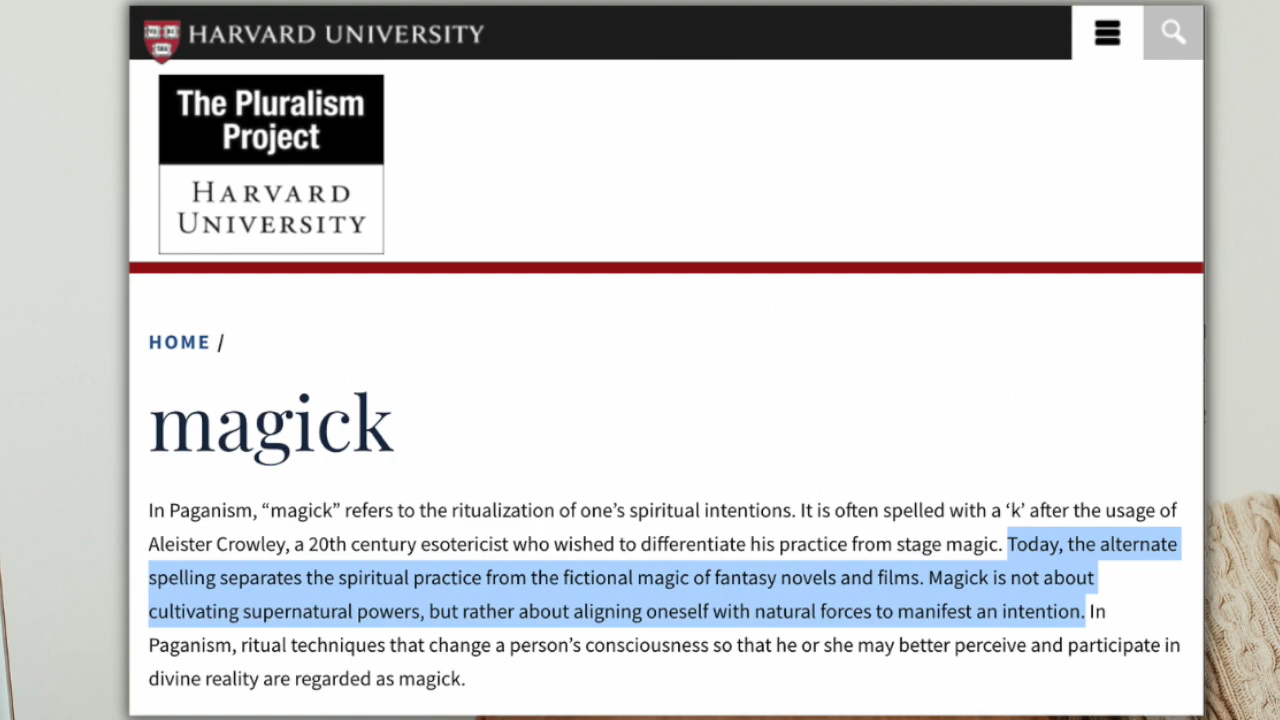 HARVARD UNIVERSITY
The Pluralism
Project
HARVARD
UNIVERSITY
HOME /
magick
In Paganism, “magick” refers to the ritualization of one’s spiritual intentions. It is often spelled with a ‘k’ after the usage of
Aleister Crowley, a 20th century esotericist who wished to differentiate his practice from stage magic. Today, the alternate
spelling separates the spiritual practice from the fictional magic of fantasy novels and films. Magick is not about
cultivating supernatural powers, but rather about aligning oneself with natural forces to manifest an intention. In
Paganism, ritual techniques that change a person’s consciousness so that he or she may better perceive and participate in
divine reality are regarded as magick.